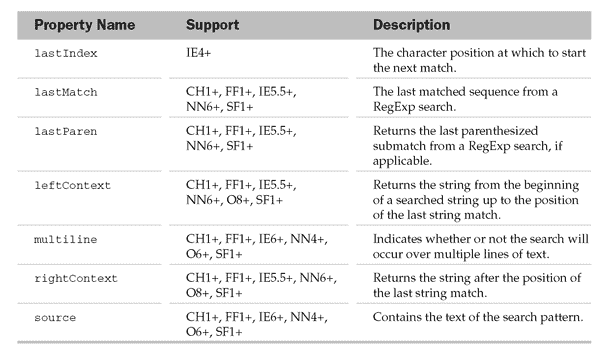 Property Name Support Description
lastIndex IE4+ The character position at which to start
the next match.
lastMatch CH1+, FF1+, IE5.5+, The last matched sequence from a
NN6+, SF1+ RegExp search.
lastParen CH1+, FF1+, IE5.5+, Returns the last parenthesized
NN6+, SF1+ submatch from a RegExp search, if
applicable.
leftContext CH1+, FF1+, IE5.5+, Returns the string from the beginning
NN6+, O8+, SF1+ of a searched string up to the position
of the last string match.
multiline CH1+, FF1+, IE6+, NN4+, Indicates whether or not the search will
O6+, SF1+ occur over multiple lines of text.
rightContext CH1+, FF1+, IE5.5+, NN6+, Returns the string after the position of
O8+, SF1+ the last string match.
source CH1+, FF1+, IE6+, NN4+, Contains the text of the search pattern.
O6+, SF1+